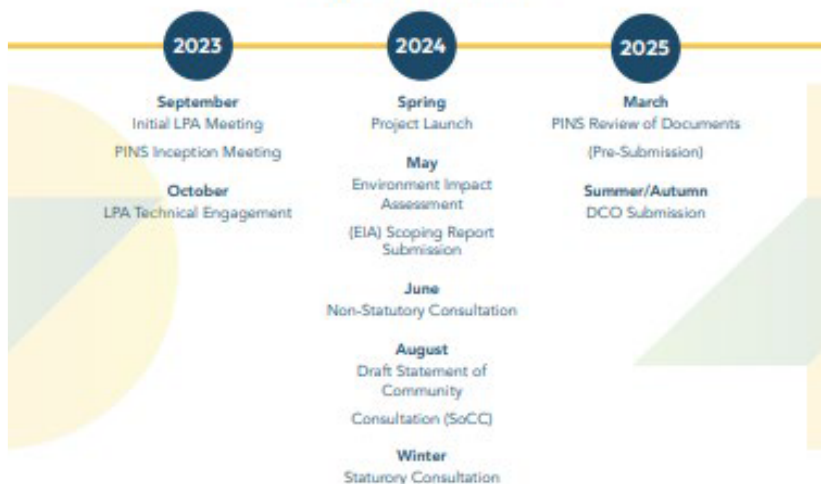 2023
September
Initial LPA Meeting
PINS Inception Meeting
October
LPA Technical Engagement
2024
Spring
Project Launch
May
Environment Impact
Assessment
(EIA) Scoping Report
Submission
June
Non-Statutory Consultation
August
Draft Statement of
Community
Consultation (SoCC)
Winter
Staturory Consultation
2025
March
PINS Review of Documents
(Pre-Submission)
Summer/Autumn
DCO Submission